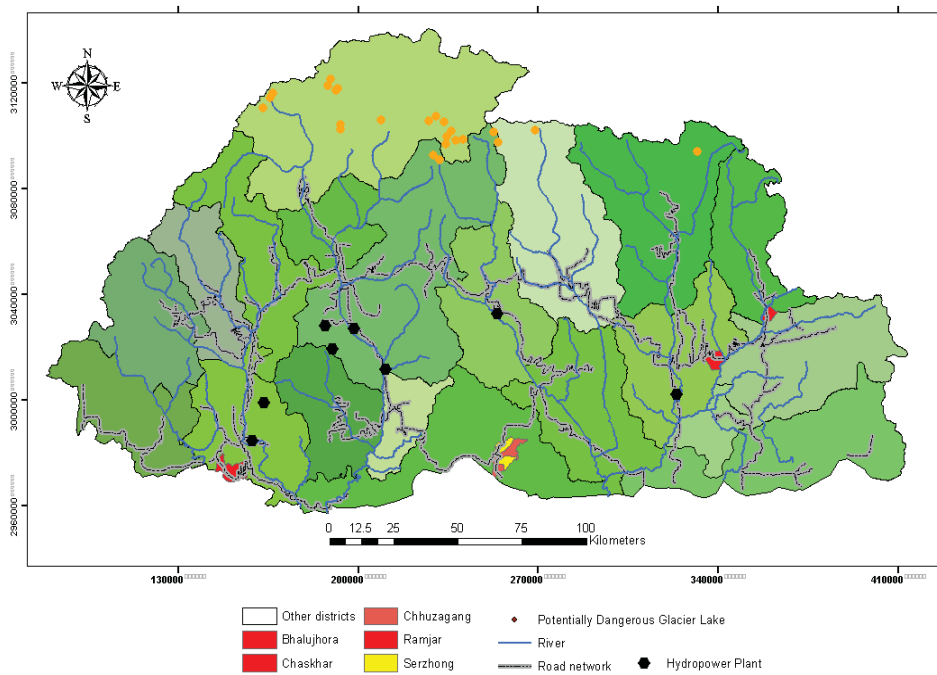 N
W E
S
3120000
3080000
3040000
3000000
2960000
0 12.5 25 50 75 100
Kilometers
130000 200000 270000 340000 410000
Other districts Chhuzagang Potentially Dangerous Glacier Lake
Bhalujhora Ramjar River
Chaskhar Serzhong Road network Hydropower Plant